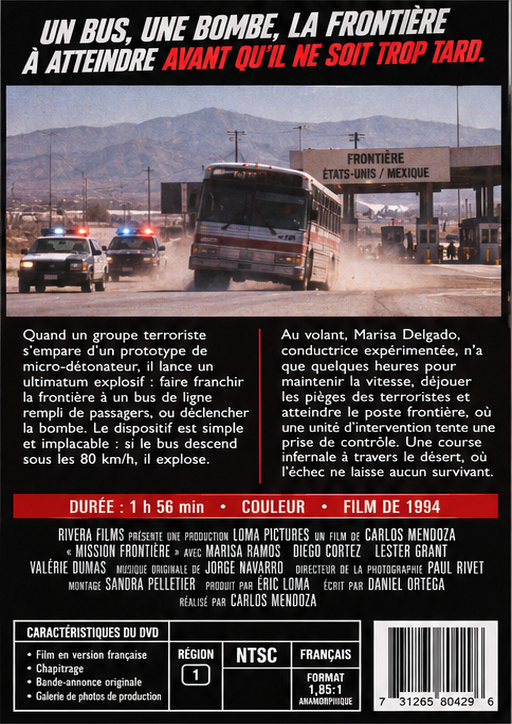 UN BUS, UNE BOMBE, LA FRONTIÈRE
À ATTEINDRE AVANT QU'IL NE SOIT TROP TARD.
FRONTIÈRE
ÉTATS-UNIS / MEXIQUE
Quand un groupe terroriste
s'empare d'un prototype de
micro-détonateur, il lance un
ultimatum explosif : faire franchir
la frontière à un bus de ligne
rempli de passagers, ou déclencher
la bombe. Le dispositif est simple
et implacable : si le bus descend
sous les 80 km/h, il explose.
Au volant, Marisa Delgado,
conductrice expérimentée, n'a
que quelques heures pour
maintenir la vitesse, déjouer
les pièges des terroristes et
atteindre le poste frontière, où
une unité d'intervention tente une
prise de contrôle. Une course
infernale à travers le désert, où
l'échec ne laisse aucun survivant.
DURÉE : 1 h 56 min • COULEUR • FILM DE 1994
RIVERA FILMS PRÉSENTE UNE PRODUCTION LOMA PICTURES UN FILM DE CARLOS MENDOZA
« MISSION FRONTIÈRE » AVEC MARISA RAMOS DIEGO CORTEZ LESTER GRANT
VALÉRIE DUMAS MUSIQUE ORIGINALE DE JORGE NAVARRO DIRECTEUR DE LA PHOTOGRAPHIE PAUL RIVET
MONTAGE SANDRA PELLETIER PRODUIT PAR ÉRIC LOMA ÉCRIT PAR DANIEL ORTEGA
RÉALISÉ PAR CARLOS MENDOZA
CARACTÉRISTIQUES DU DVD
• Film en version française
• Chapitrage
• Bande-annonce originale
• Galerie de photos de production
RÉGION
1
NTSC
FRANÇAIS
FORMAT
1,85:1
ANAMORPHIQUE
7 31265 80429 6